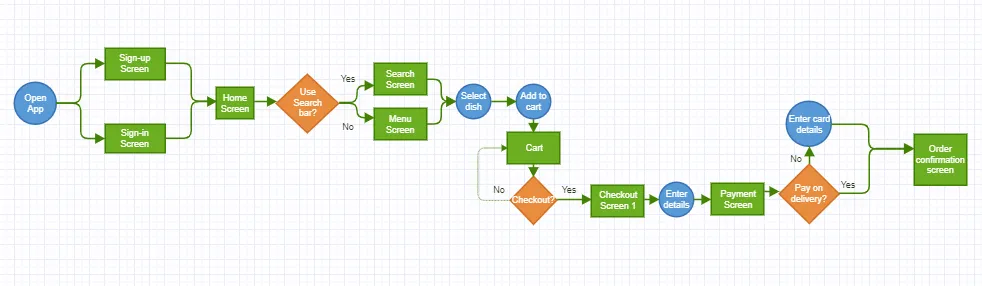 Open
App
Sign-up
Screen
Sign-in
Screen
Home
Screen
Use
Search
bar?
Yes
No
Search
Screen
Menu
Screen
Select
dish
Add to
cart
Cart
Checkout?
No
Yes
Checkout
Screen 1
Enter
details
Payment
Screen
Pay on
delivery?
No
Yes
Enter card
details
Order
confirmation
screen